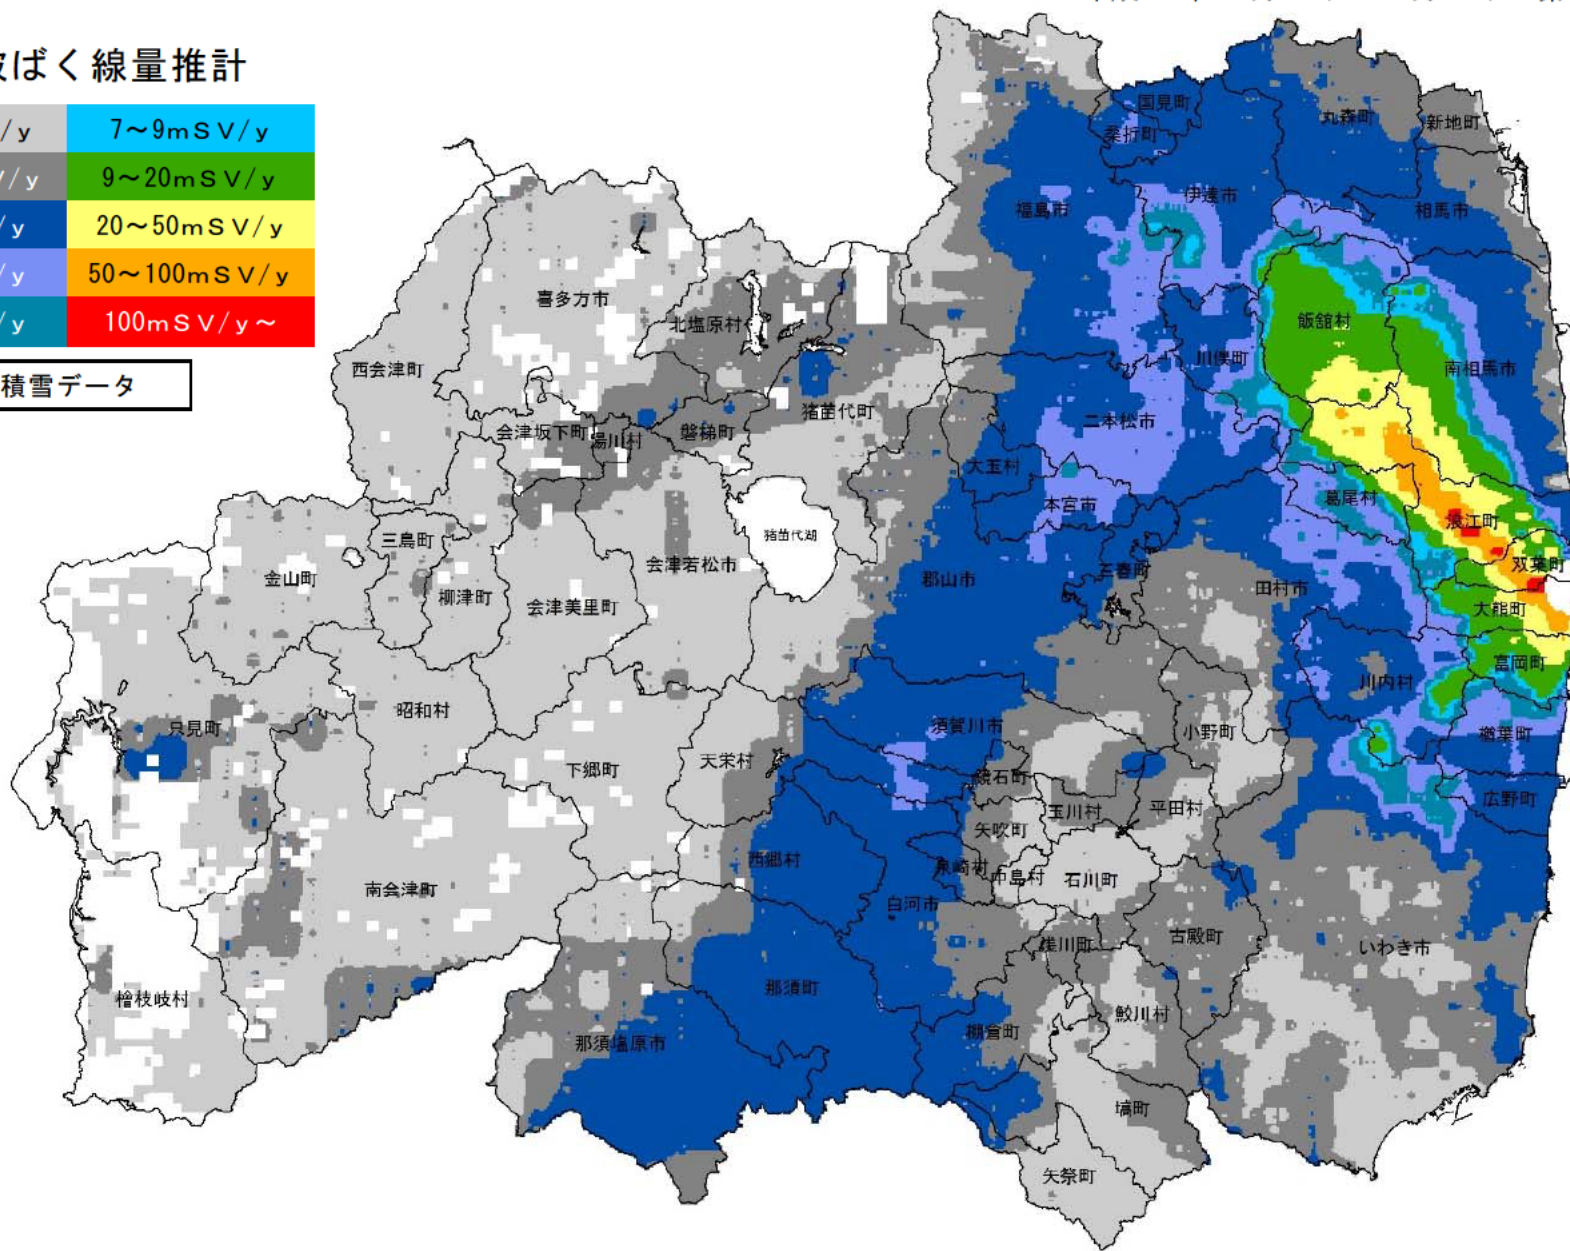 ばく線量推計
/y 7～9mSV/y
/y 9～20mSV/y
/y 20～50mSV/y
/y 50～100mSV/y
/y 100mSV/y～
積雪データ
国見町
桑折町
丸森町
新地町
伊達市
福島市
相馬市
喜多方市
北塩原村
飯舘村
川俣町
西会津町
南相馬市
猪苗代町
二本松市
会津坂下町
湯川村
磐梯町
大玉村
本宮市
葛尾村
浪江町
猪苗代湖
三島町
会津若松市
双葉町
金山町
柳津町
会津美里町
郡山市
三春町
田村市
大熊町
富岡町
川内村
昭和村
只見町
須賀川市
小野町
楢葉町
下郷町
天栄村
鏡石町
広野町
玉川村
平田村
矢吹町
西郷村
泉崎村
中島村
石川町
南会津町
白河市
浅川町
古殿町
いわき市
檜枝岐村
那須町
鮫川村
棚倉町
那須塩原市
塙町
矢祭町